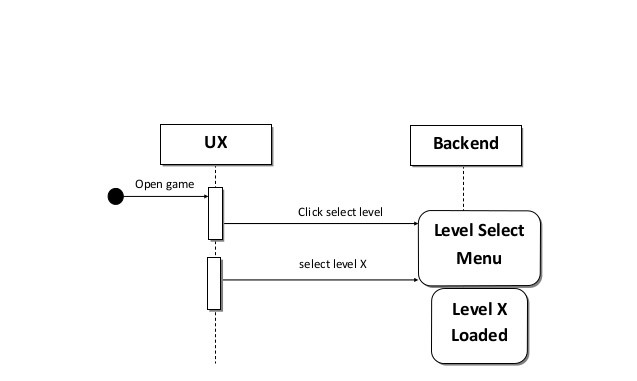 UX
Backend
Open game
Click select level
Level Select
Menu
select level X
Level X
Loaded